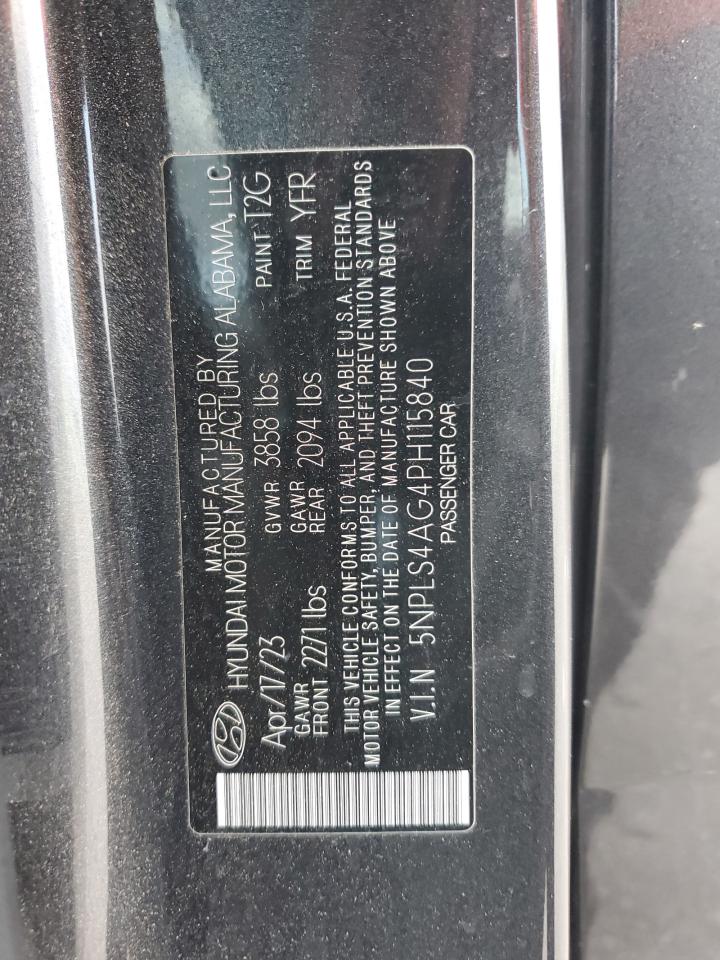 MANUFACTURED BY
HYUNDAI MOTOR MANUFACTURING ALABAMA, LLC
Apr/17/23 GVWR 3858 lbs PAINT T2G
GAWR FRONT 2271 lbs GAWR REAR 2094 lbs TRIM YFR
THIS VEHICLE CONFORMS TO ALL APPLICABLE U.S.A. FEDERAL
MOTOR VEHICLE SAFETY, BUMPER, AND THEFT PREVENTION STANDARDS
IN EFFECT ON THE DATE OF MANUFACTURE SHOWN ABOVE
V.I.N 5NPLS4AG4PH115840
PASSENGER CAR